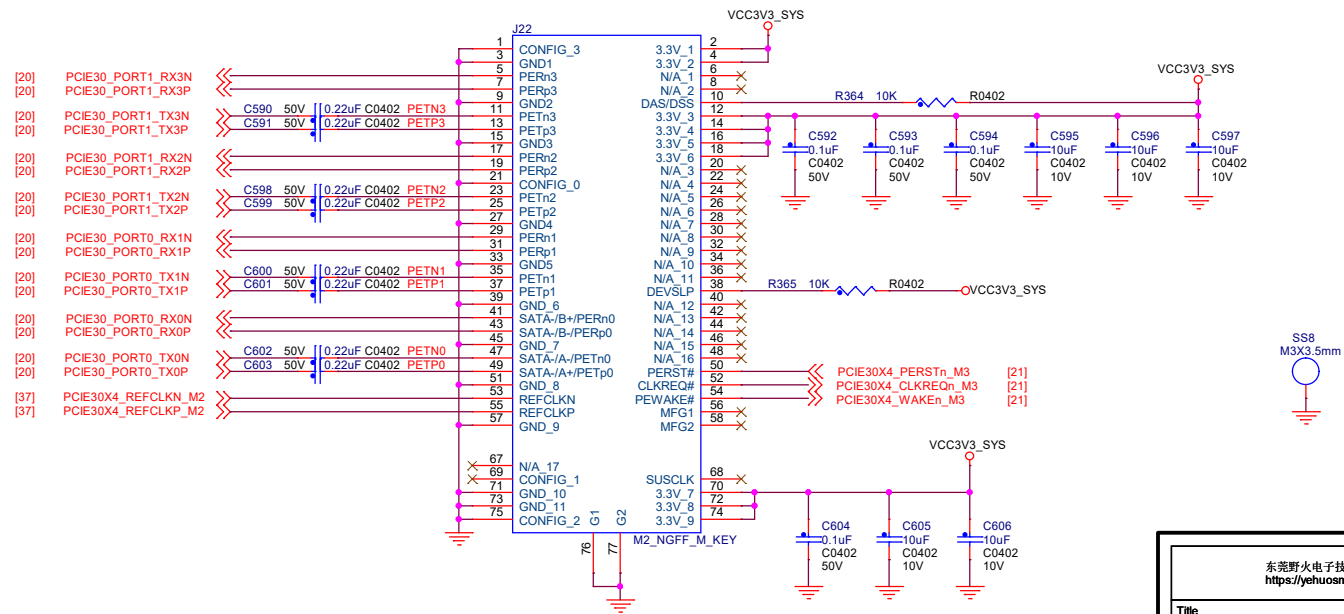 VCC3V3_SYS
J22
1 CONFIG_3 3.3V_1 2
3 GND1 3.3V_2 4
[20] PCIE30_PORT1_RX3N 5 PERn3 N/A_1 6
[20] PCIE30_PORT1_RX3P 7 PERp3 N/A_2 8
9 GND2 DAS/DSS 10 R364 10K R0402 VCC3V3_SYS
[20] PCIE30_PORT1_TX3N C590 50V 0.22uF C0402 PETN3 11 PETn3 3.3V_3 12
[20] PCIE30_PORT1_TX3P C591 50V 0.22uF C0402 PETP3 13 PETp3 3.3V_4 14
15 GND3 3.3V_5 16
[20] PCIE30_PORT1_RX2N 17 PERn2 3.3V_6 18
[20] PCIE30_PORT1_RX2P 19 PERp2 N/A_3 20
21 CONFIG_0 N/A_4 22
[20] PCIE30_PORT1_TX2N C598 50V 0.22uF C0402 PETN2 23 PETn2 N/A_5 24
[20] PCIE30_PORT1_TX2P C599 50V 0.22uF C0402 PETP2 25 PETp2 N/A_6 26
27 GND4 N/A_7 28
[20] PCIE30_PORT0_RX1N 29 PERn1 N/A_8 30
[20] PCIE30_PORT0_RX1P 31 PERp1 N/A_9 32
33 GND5 N/A_10 34
[20] PCIE30_PORT0_TX1N C600 50V 0.22uF C0402 PETN1 35 PETn1 N/A_11 36
[20] PCIE30_PORT0_TX1P C601 50V 0.22uF C0402 PETP1 37 PETp1 DEVSLP 38 R365 10K R0402 VCC3V3_SYS
39 GND_6 N/A_12 40
[20] PCIE30_PORT0_RX0N 41 SATA-/B+/PERn0 N/A_13 42
[20] PCIE30_PORT0_RX0P 43 SATA-/B-/PERp0 N/A_14 44
45 GND_7 N/A_15 46
[20] PCIE30_PORT0_TX0N C602 50V 0.22uF C0402 PETN0 47 SATA-/A-/PETn0 N/A_16 48
[20] PCIE30_PORT0_TX0P C603 50V 0.22uF C0402 PETP0 49 SATA-/A+/PETp0 PERST# 50 PCIE30X4_PERSTn_M3 [21]
51 GND_8 CLKREQ# 52 PCIE30X4_CLKREQn_M3 [21]
[37] PCIE30X4_REFCLKN_M2 53 REFCLKN PEWAKE# 54 PCIE30X4_WAKEn_M3 [21]
[37] PCIE30X4_REFCLKP_M2 55 REFCLKP MFG1 56
57 GND_9 MFG2 58
67 N/A_17
69 CONFIG_1 SUSCLK 68
71 GND_10 3.3V_7 70
73 GND_11 3.3V_8 72
75 CONFIG_2 3.3V_9 74
G1 G2
76 77
M2_NGFF_M_KEY
C592 C593 C594 C595 C596 C597
0.1uF 0.1uF 0.1uF 10uF 10uF 10uF
C0402 C0402 C0402 C0402 C0402 C0402
50V 50V 50V 10V 10V 10V
SS8
M3X3.5mm
VCC3V3_SYS
C604 C605 C606
0.1uF 10uF 10uF
C0402 C0402 C0402
50V 10V 10V
东莞野火电子技
https://yehuosm
Title